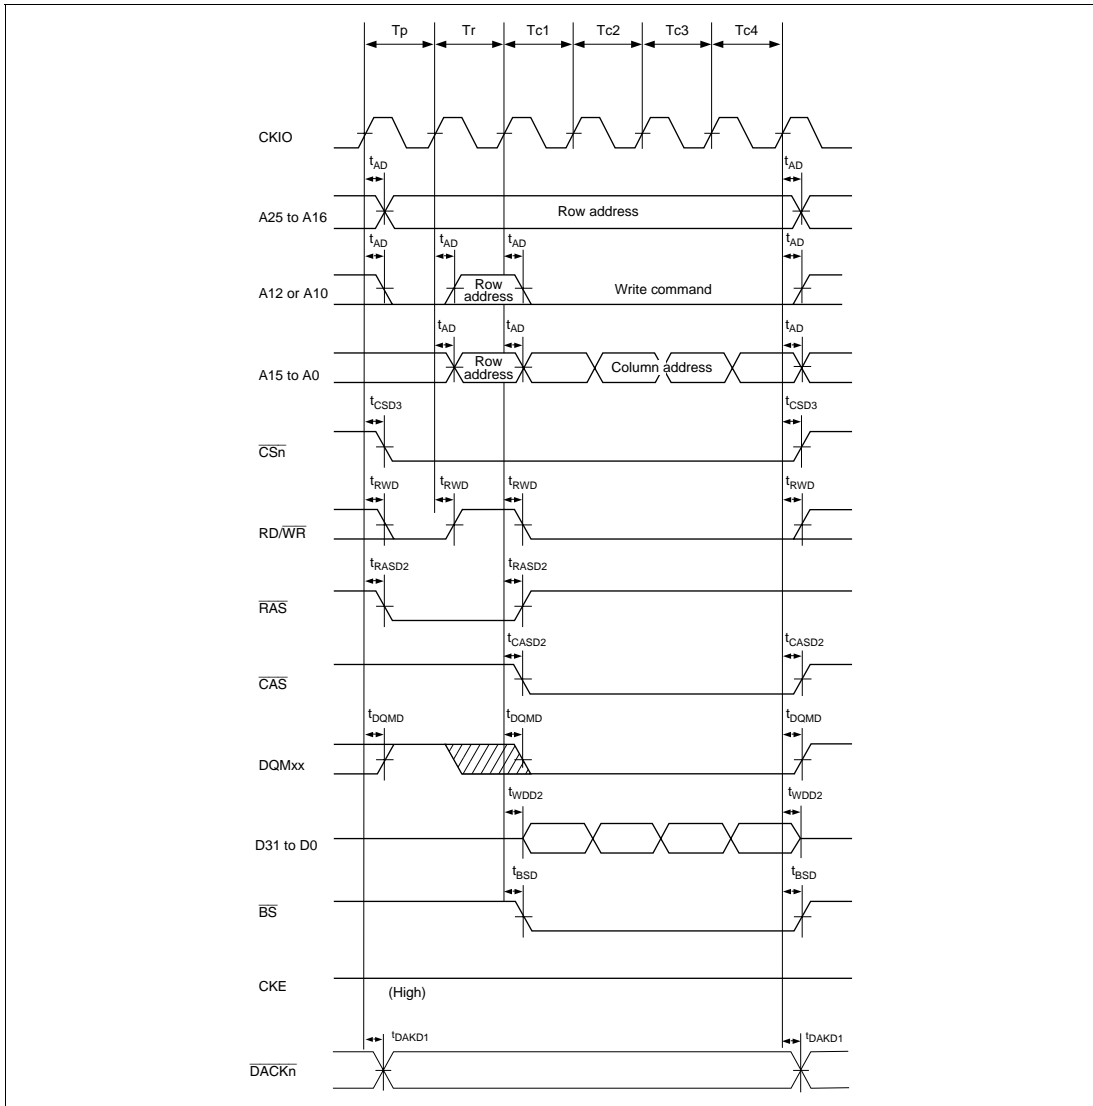 Tp Tr Tc1 Tc2 Tc3 Tc4
CKIO
tAD tAD
A25 to A16 Row address
tAD tAD tAD tAD
A12 or A10 Row address Write command
tAD tAD tAD
A15 to A0 Row address Column address
tCSD3 tCSD3
CSn
tRWD tRWD tRWD tRWD
RD/WR
tRASD2 tRASD2
RAS
tCASD2 tCASD2
CAS
tDQMD tDQMD tDQMD
DQMxx
tWDD2 tWDD2
D31 to D0
tBSD tBSD
BS
CKE
(High)
tDAKD1 tDAKD1
DACKn